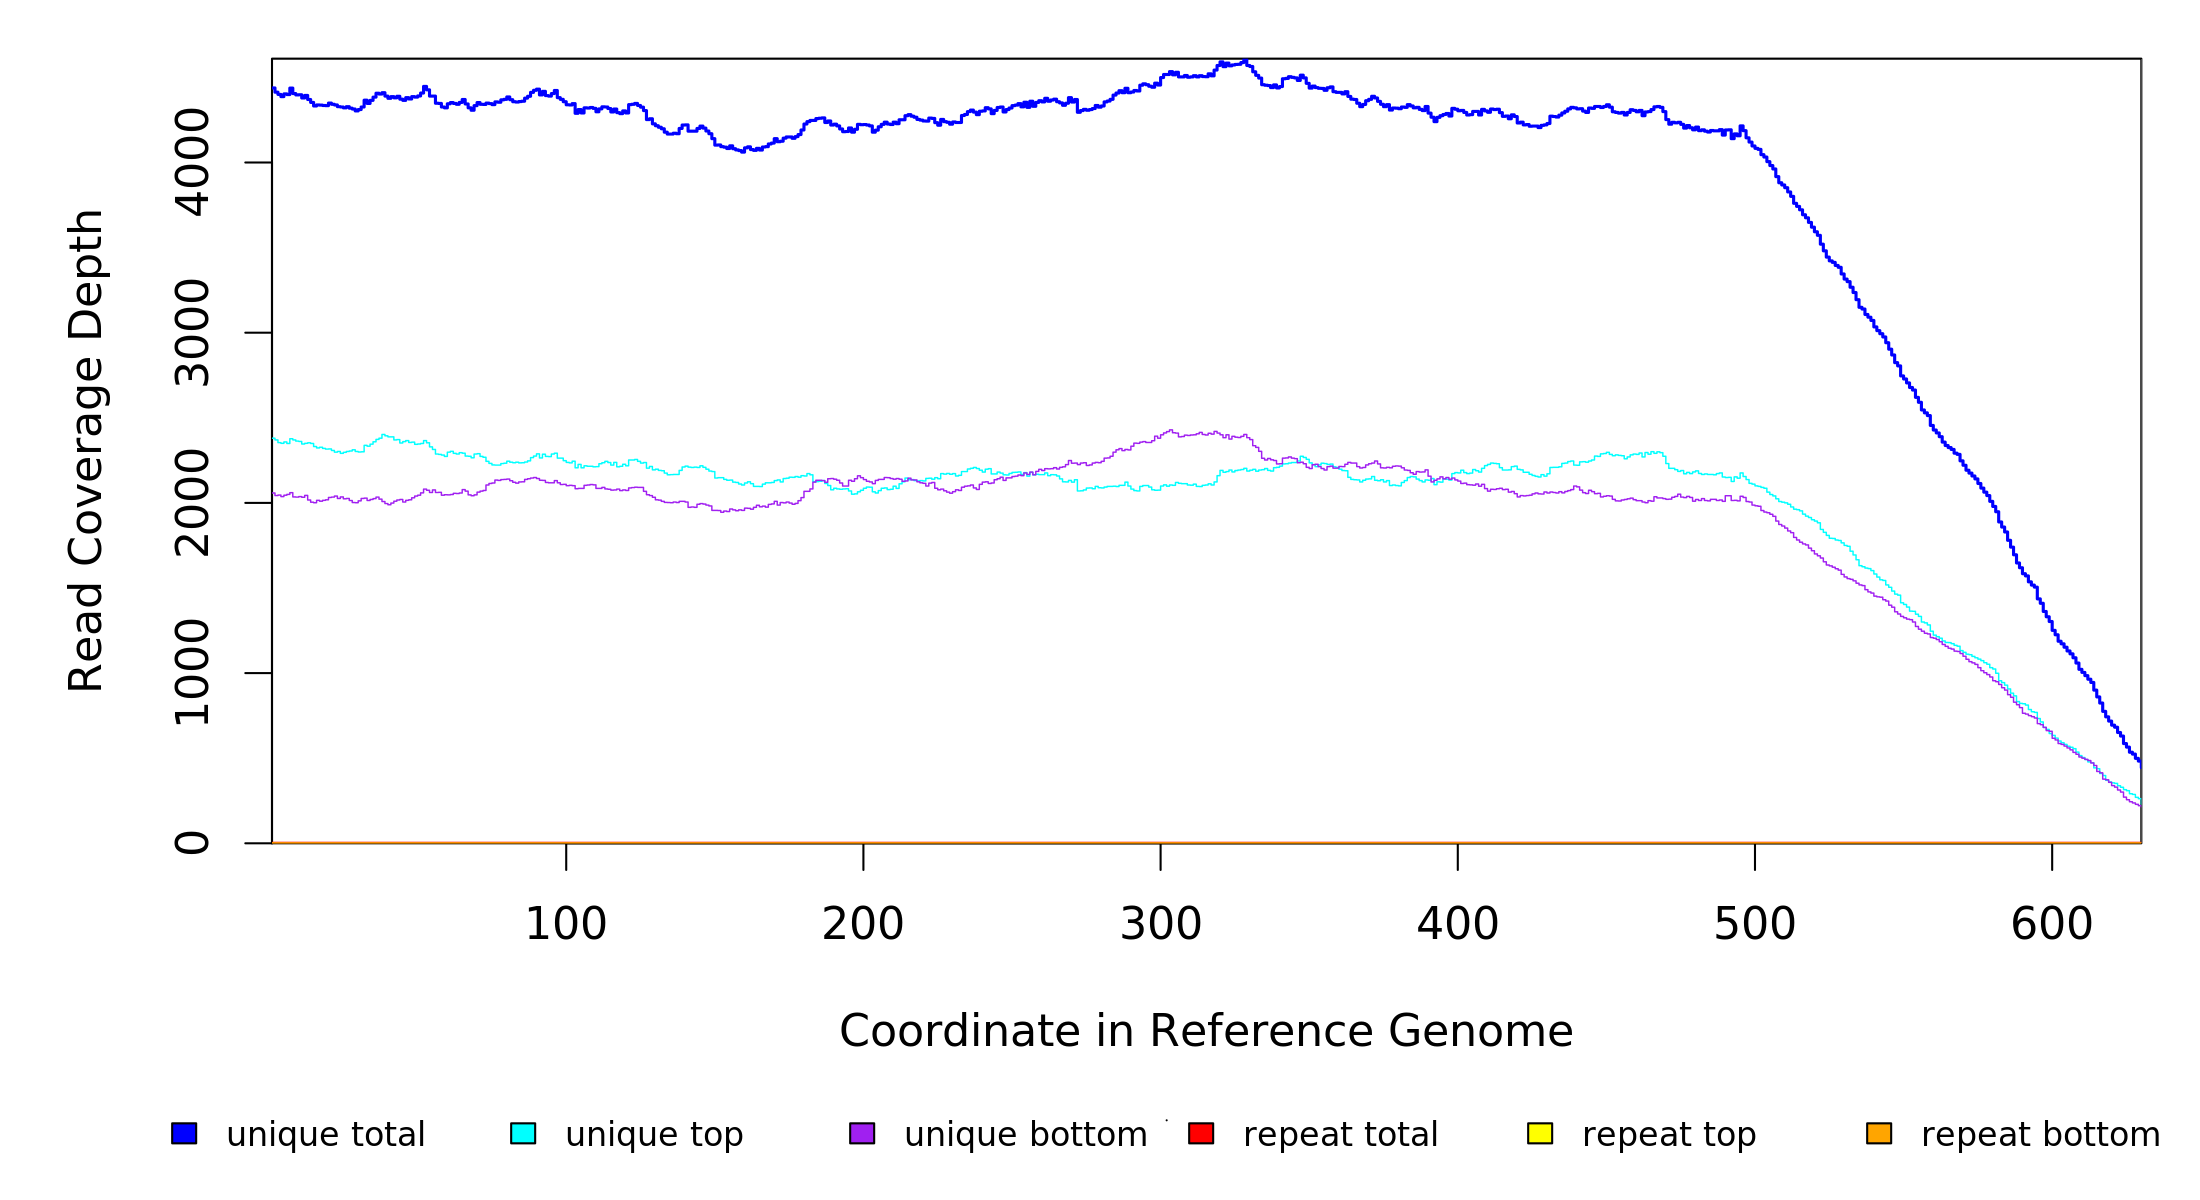 Read Coverage Depth
4000
3000
2000
1000
0
100 200 300 400 500 600
Coordinate in Reference Genome
unique total unique top unique bottom repeat total repeat top repeat bottom